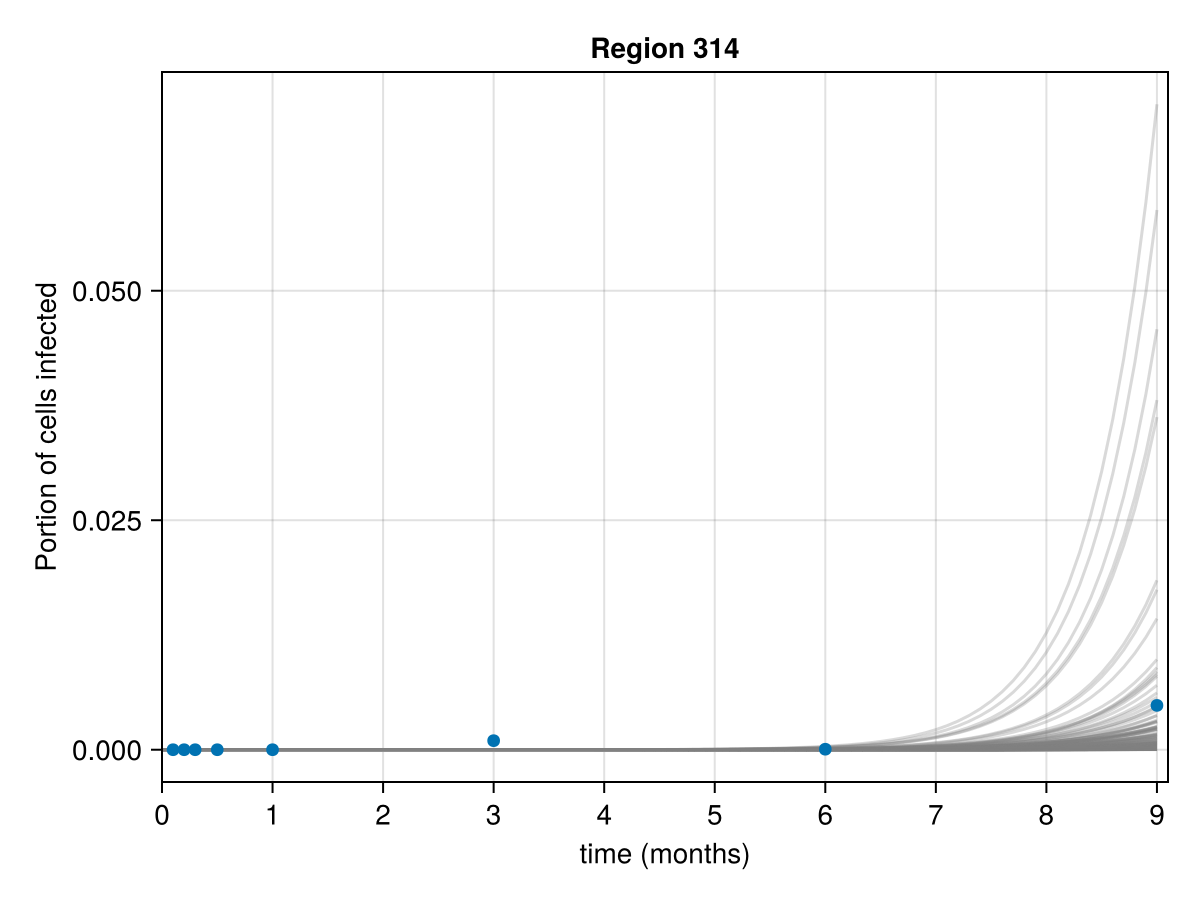 Region 314
Portion of cells infected
0.050
0.025
0.000
0 1 2 3 4 5 6 7 8 9
time (months)